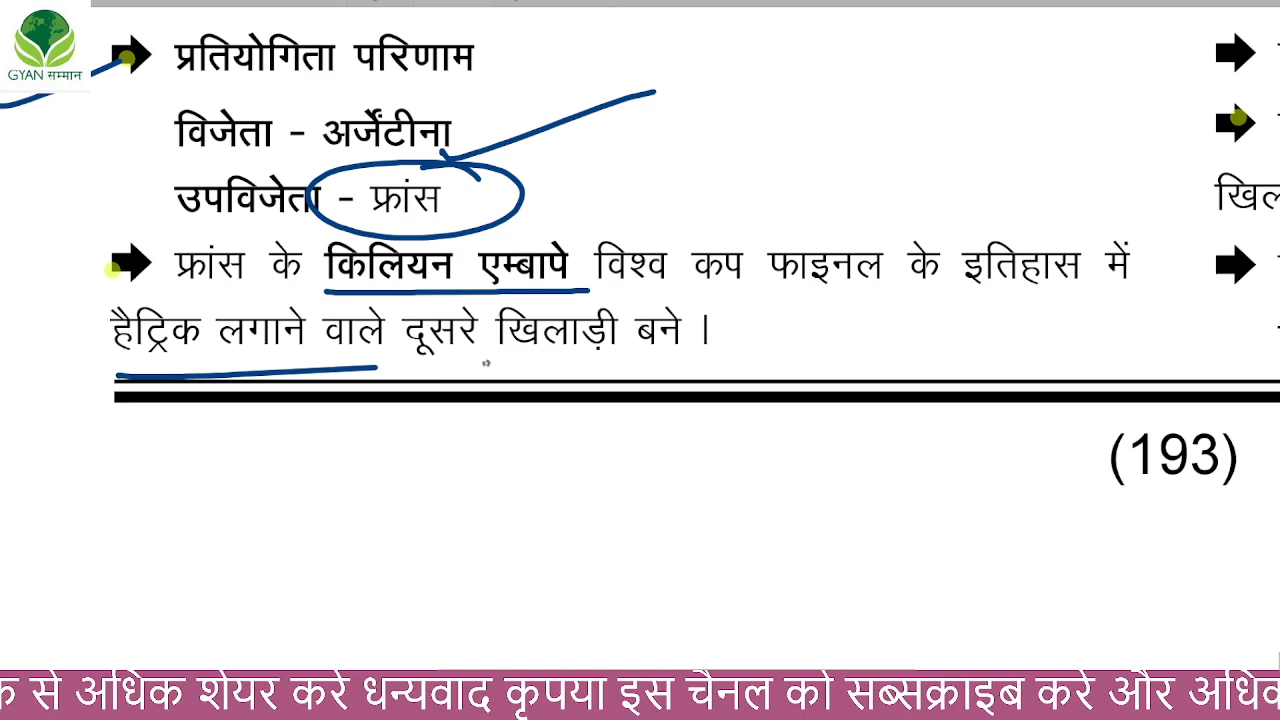 GYAN सम्मान
प्रतियोगिता परिणाम
विजेता - अर्जेंटीना
उपविजेता - फ्रांस
फ्रांस के किलियन एम्बापे विश्व कप फाइनल के इतिहास में
हैट्रिक लगाने वाले दूसरे खिलाड़ी बने ।
(193)
से अधिक शेयर करे धन्यवाद कृपया इस चैनल को सब्सक्राइब करे और